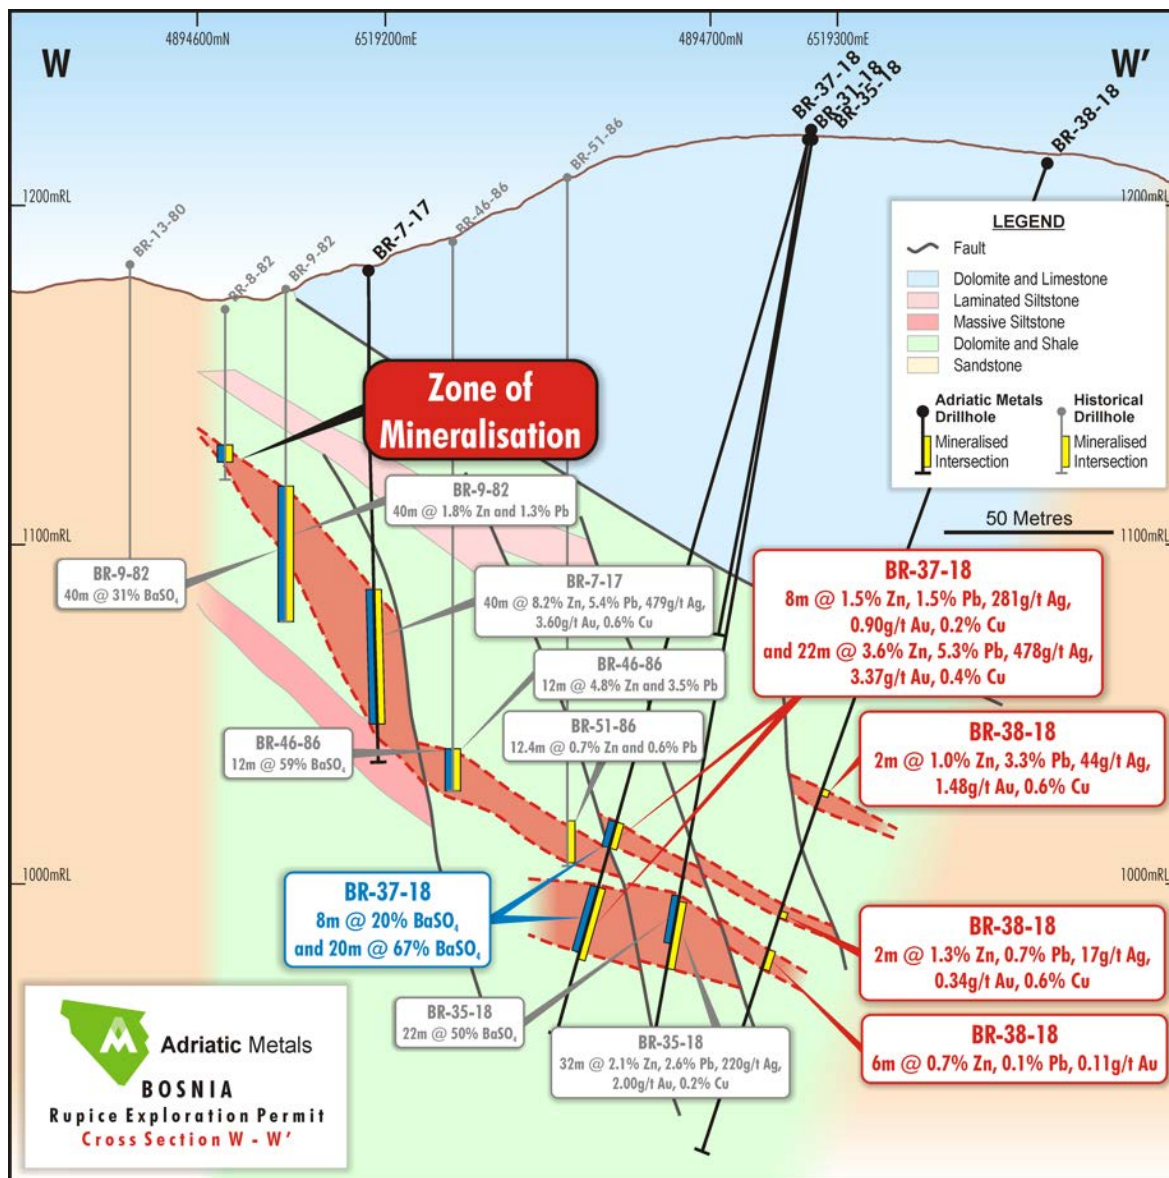 4894600mN
6519200mE
4894700mN
6519300mE
W
W'
BR-37-18
BR-31-18
BR-35-18
BR-38-18
BR-51-86
BR-46-86
BR-7-17
BR-9-82
BR-8-82
BR-13-80
1200mRL
1200mRL
LEGEND
Fault
Dolomite and Limestone
Laminated Siltstone
Massive Siltstone
Dolomite and Shale
Sandstone
Adriatic Metals
Drillhole
Mineralised
Intersection
Historical
Drillhole
Mineralised
Intersection
50 Metres
Zone of
Mineralisation
BR-9-82
40m @ 1.8% Zn and 1.3% Pb
1100mRL
1100mRL
BR-9-82
40m @ 31% BaSO₄
BR-7-17
40m @ 8.2% Zn, 5.4% Pb, 479g/t Ag,
3.60g/t Au, 0.6% Cu
BR-37-18
8m @ 1.5% Zn, 1.5% Pb, 281g/t Ag,
0.90g/t Au, 0.2% Cu
and 22m @ 3.6% Zn, 5.3% Pb, 478g/t Ag,
3.37g/t Au, 0.4% Cu
BR-46-86
12m @ 4.8% Zn and 3.5% Pb
BR-46-86
12m @ 59% BaSO₄
BR-51-86
12.4m @ 0.7% Zn and 0.6% Pb
BR-38-18
2m @ 1.0% Zn, 3.3% Pb, 44g/t Ag,
1.48g/t Au, 0.6% Cu
1000mRL
1000mRL
BR-37-18
8m @ 20% BaSO₄
and 20m @ 67% BaSO₄
BR-38-18
2m @ 1.3% Zn, 0.7% Pb, 17g/t Ag,
0.34g/t Au, 0.6% Cu
BR-35-18
22m @ 50% BaSO₄
BR-35-18
32m @ 2.1% Zn, 2.6% Pb, 220g/t Ag,
2.00g/t Au, 0.2% Cu
BR-38-18
6m @ 0.7% Zn, 0.1% Pb, 0.11g/t Au
Adriatic Metals
BOSNIA
Rupice Exploration Permit
Cross Section W - W'